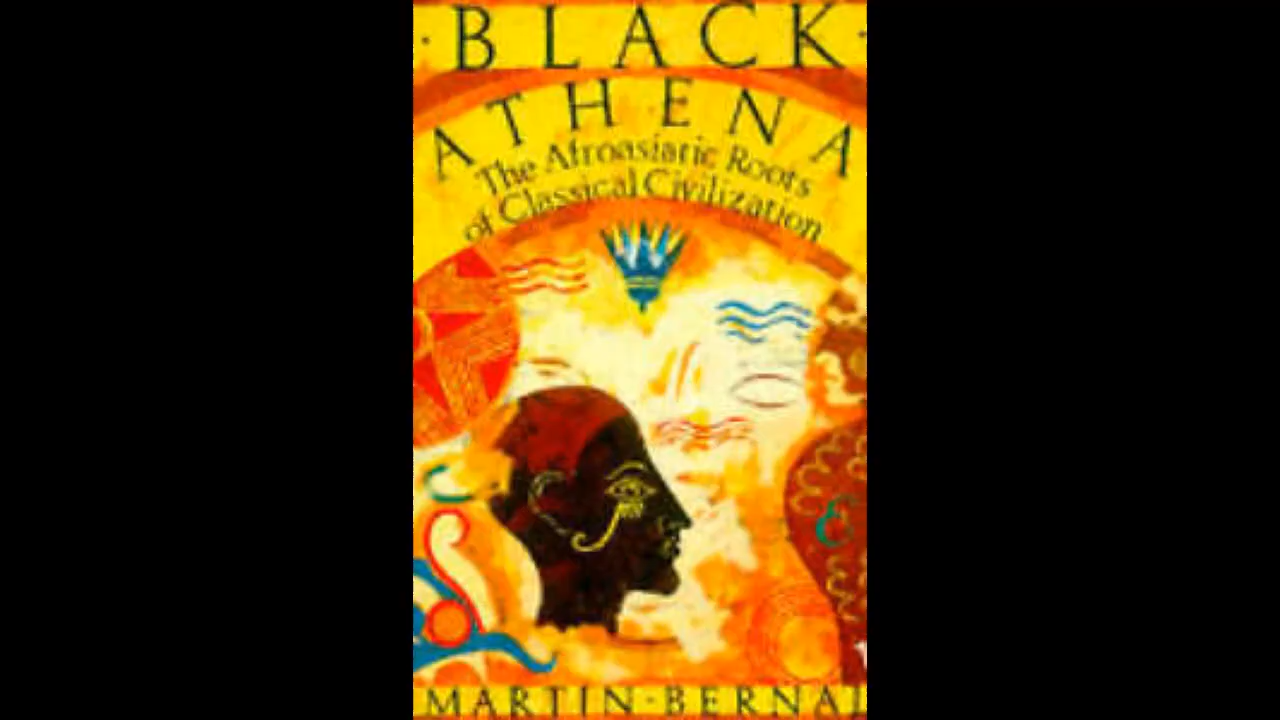 ·BLACK·
ATHENA
The Afroasiatic Roots
of Classical Civilization
MARTIN·BERNAL